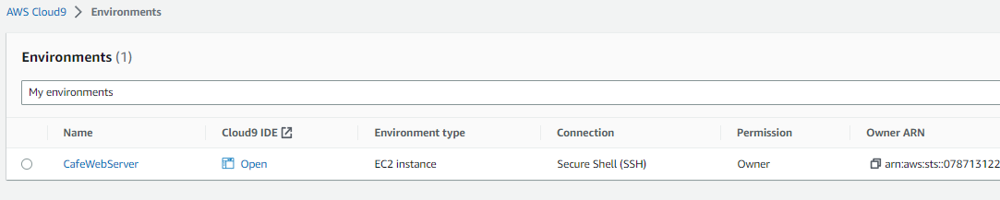 AWS Cloud9 > Environments
Environments (1)
My environments
Name Cloud9 IDE Environment type Connection Permission Owner ARN
CafeWebServer Open EC2 instance Secure Shell (SSH) Owner arn:aws:sts::078713122